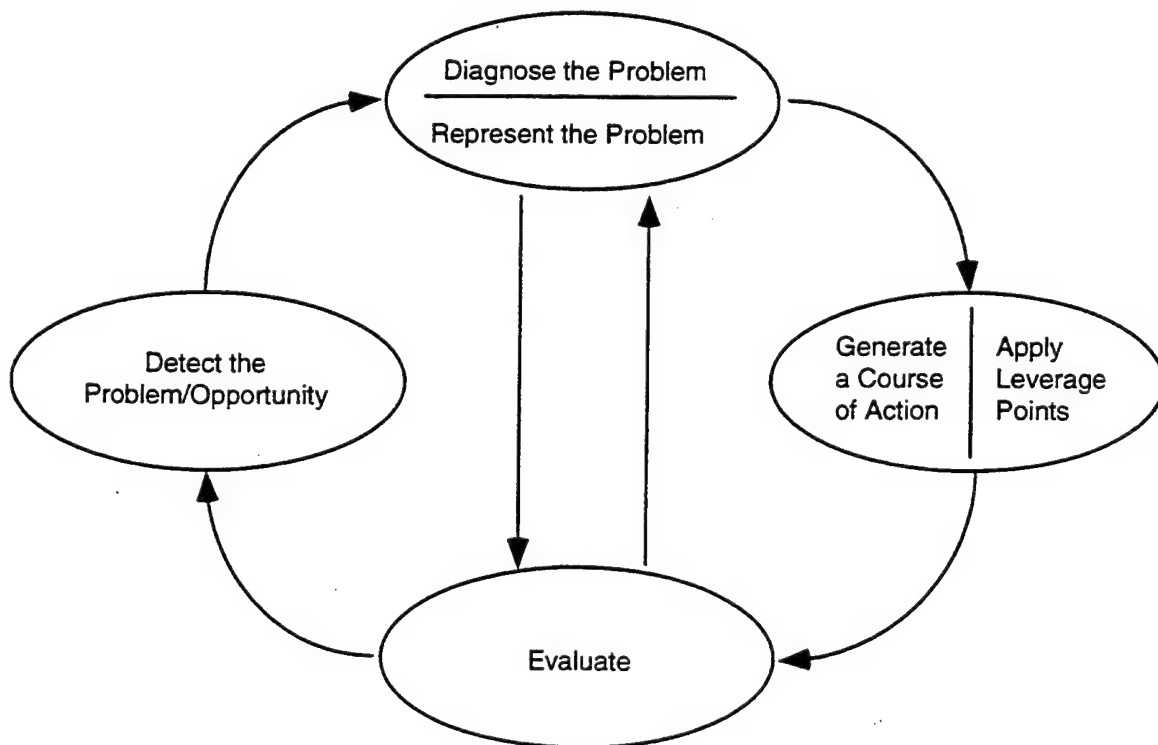 Diagnose the Problem
Represent the Problem
Detect the
Problem/Opportunity
Generate
a Course
of Action
Apply
Leverage
Points
Evaluate